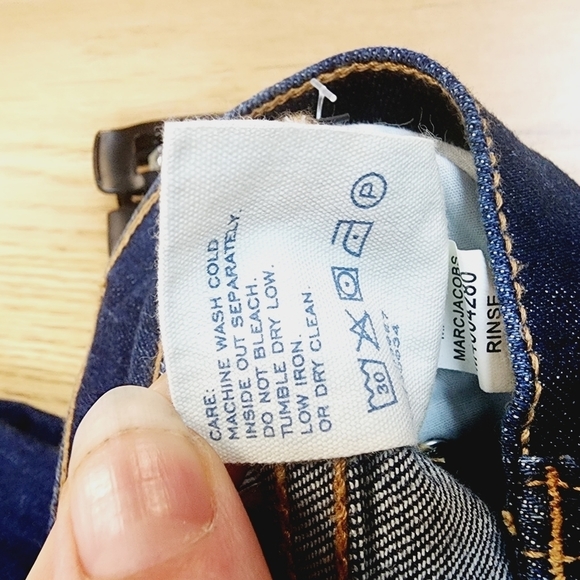 CARE:
MACHINE WASH COLD
INSIDE OUT SEPARATELY.
DO NOT BLEACH.
TUMBLE DRY LOW.
LOW IRON.
OR DRY CLEAN.
30
P
MARCJACOBS
RINSE